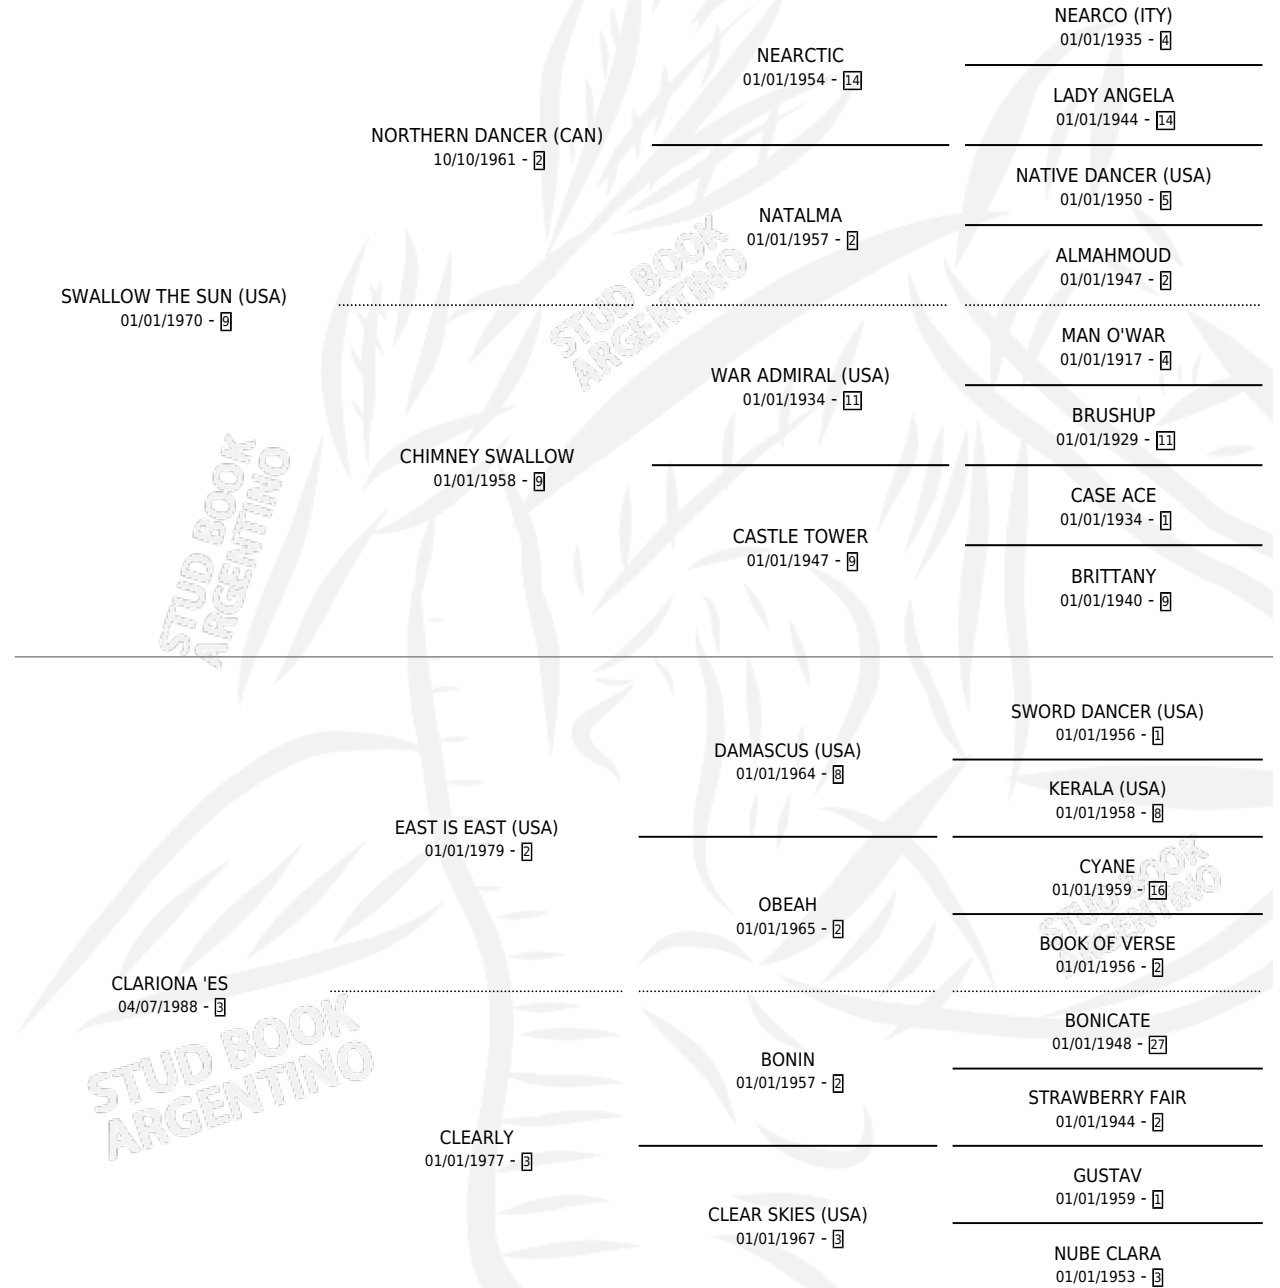 NEARCO (ITY)
01/01/1935 - 4
NEARCTIC
01/01/1954 - 14
LADY ANGELA
01/01/1944 - 14
NORTHERN DANCER (CAN)
10/10/1961 - 2
NATIVE DANCER (USA)
01/01/1950 - 5
NATALMA
01/01/1957 - 2
ALMAHMOUD
01/01/1947 - 2
SWALLOW THE SUN (USA)
01/01/1970 - 9
MAN O'WAR
01/01/1917 - 4
WAR ADMIRAL (USA)
01/01/1934 - 11
BRUSHUP
01/01/1929 - 11
CHIMNEY SWALLOW
01/01/1958 - 9
CASE ACE
01/01/1934 - 1
CASTLE TOWER
01/01/1947 - 9
BRITTANY
01/01/1940 - 9
SWORD DANCER (USA)
01/01/1956 - 1
DAMASCUS (USA)
01/01/1964 - 8
KERALA (USA)
01/01/1958 - 8
EAST IS EAST (USA)
01/01/1979 - 2
CYANE
01/01/1959 - 16
OBEAH
01/01/1965 - 2
BOOK OF VERSE
01/01/1956 - 2
CLARIONA 'ES
04/07/1988 - 3
BONICATE
01/01/1948 - 27
BONIN
01/01/1957 - 2
STRAWBERRY FAIR
01/01/1944 - 2
CLEARLY
01/01/1977 - 3
GUSTAV
01/01/1959 - 1
CLEAR SKIES (USA)
01/01/1967 - 3
NUBE CLARA
01/01/1953 - 3
STUD BOOK
ARGENTINO
STUD BOOK
ARGENTINO
STUD BOOK
ARGENTINO
STUD BOOK
ARGENTINO